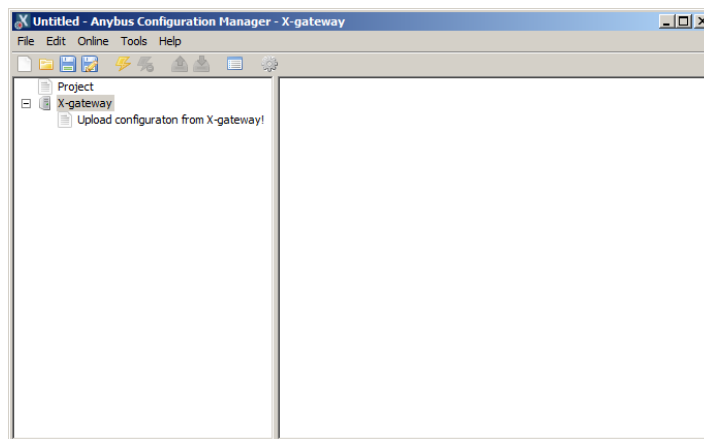 Untitled - Anybus Configuration Manager - X-gateway
File Edit Online Tools Help
Project
X-gateway
Upload configuraton from X-gateway!